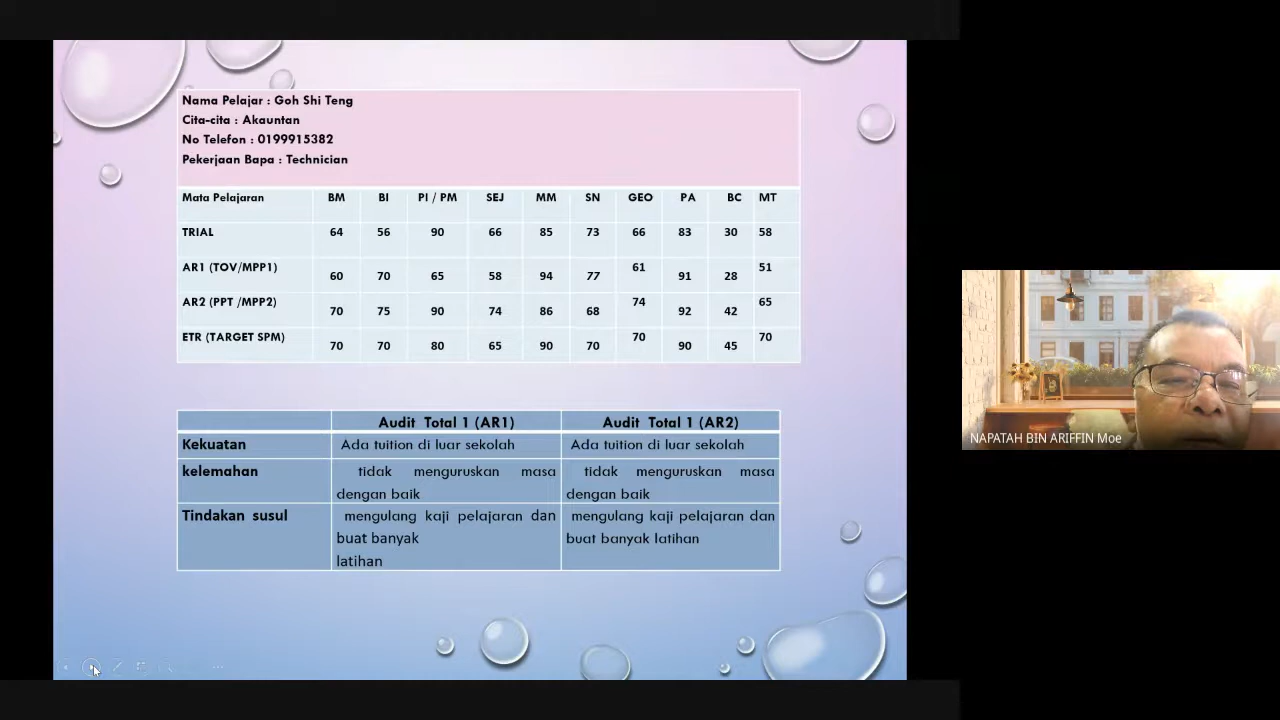 Nama Pelajar : Goh Shi Teng
Cita-cita : Akauntan
No Telefon : 0199915382
Pekerjaan Bapa : Technician
Mata Pelajaran BM BI PI / PM SEJ MM SN GEO PA BC MT
TRIAL 64 56 90 66 85 73 66 83 30 58
AR1 (TOV/MPP1) 60 70 65 58 94 77 61 91 28 51
AR2 (PPT /MPP2) 70 75 90 74 86 68 74 92 42 65
ETR (TARGET SPM) 70 70 80 65 90 70 70 90 45 70
Audit Total 1 (AR1) Audit Total 1 (AR2)
Kekuatan Ada tuition di luar sekolah Ada tuition di luar sekolah
kelemahan tidak menguruskan masa tidak menguruskan masa
dengan baik dengan baik
Tindakan susul mengulang kaji pelajaran dan mengulang kaji pelajaran dan
buat banyak buat banyak latihan
latihan
NAPATAH BIN ARIFFIN Moe